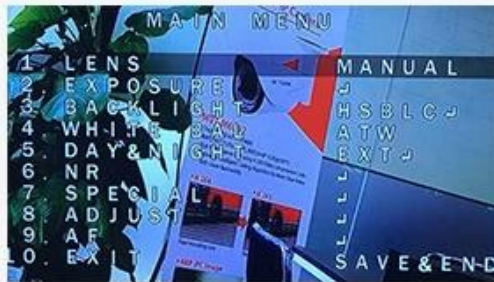 MAIN MENU
1. LENS MANUAL
2. EXPOSURE ↲
3. BACKLIGHT HSBLC↲
4. WHITE BAL ATW
5. DAY&NIGHT EXT↲
6. NR ↲
7. SPECIAL ↲
8. ADJUST ↲
9. AF ↲
10. EXIT SAVE&END